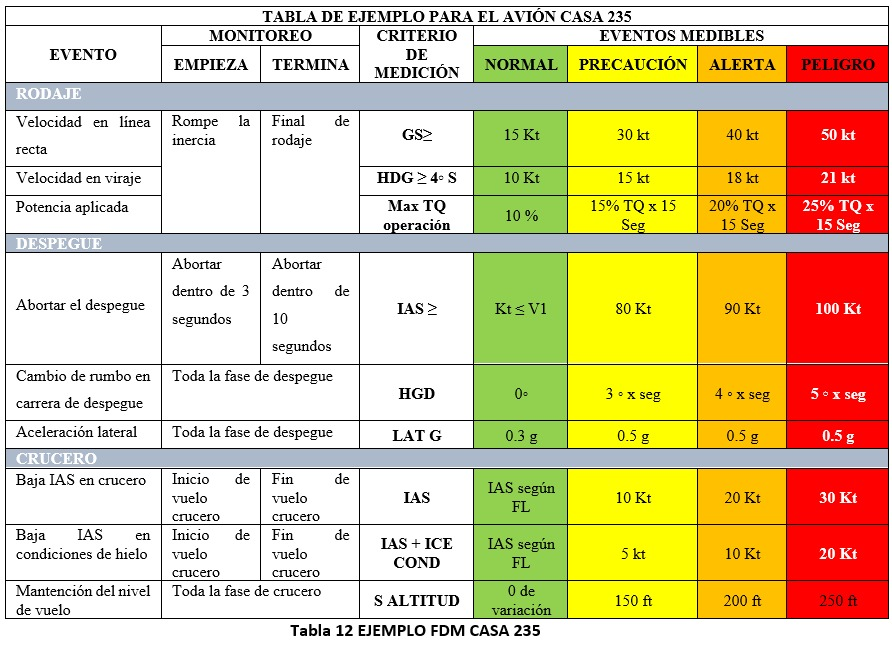 TABLA DE EJEMPLO PARA EL AVIÓN CASA 235
EVENTO
MONITOREO
EMPIEZA
TERMINA
CRITERIO
DE
MEDICIÓN
EVENTOS MEDIBLES
NORMAL
PRECAUCIÓN
ALERTA
PELIGRO
RODAJE
Velocidad en línea
recta
Rompe la
inercia
Final de
rodaje
GS≥
15 Kt
30 kt
40 kt
50 kt
Velocidad en viraje
HDG ≥ 4◦ S
10 Kt
15 kt
18 kt
21 kt
Potencia aplicada
Max TQ
operación
10 %
15% TQ x 15
Seg
20% TQ x
15 Seg
25% TQ x
15 Seg
DESPEGUE
Abortar el despegue
Abortar
dentro de 3
segundos
Abortar
dentro de
10
segundos
IAS ≥
Kt ≤ V1
80 Kt
90 Kt
100 Kt
Cambio de rumbo en
carrera de despegue
Toda la fase de despegue
HGD
0◦
3 ◦ x seg
4 ◦ x seg
5 ◦ x seg
Aceleración lateral
Toda la fase de despegue
LAT G
0.3 g
0.5 g
0.5 g
0.5 g
CRUCERO
Baja IAS en crucero
Inicio de
vuelo
crucero
Fin de
vuelo
crucero
IAS
IAS según
FL
10 Kt
20 Kt
30 Kt
Baja IAS en
condiciones de hielo
Inicio de
vuelo
crucero
Fin de
vuelo
crucero
IAS + ICE
COND
IAS según
FL
5 kt
10 Kt
20 Kt
Mantención del nivel
de vuelo
Toda la fase de crucero
S ALTITUD
0 de
variación
150 ft
200 ft
250 ft
Tabla 12 EJEMPLO FDM CASA 235